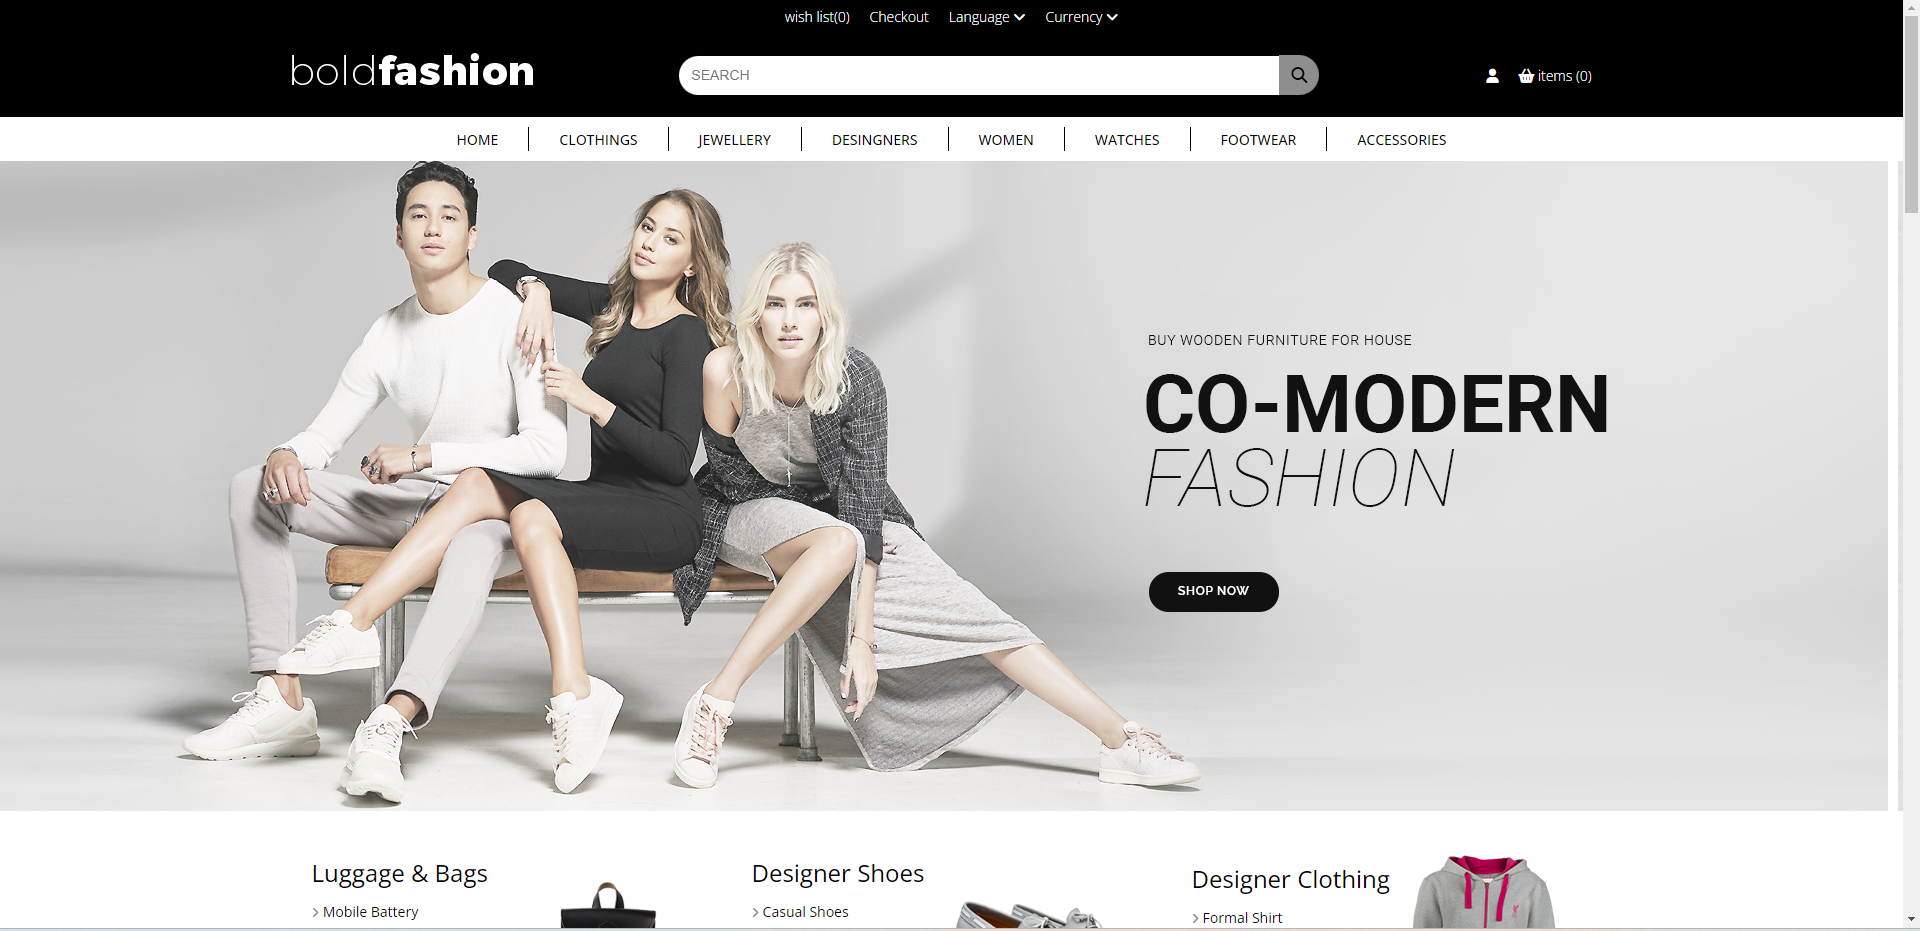 wish list(0) Checkout Language Currency
boldfashion SEARCH items (0)
HOME CLOTHINGS JEWELLERY DESINGNERS WOMEN WATCHES FOOTWEAR ACCESSORIES
BUY WOODEN FURNITURE FOR HOUSE
CO-MODERN
FASHION
SHOP NOW
Luggage & Bags
Mobile Battery
Designer Shoes
Casual Shoes
Designer Clothing
Formal Shirt